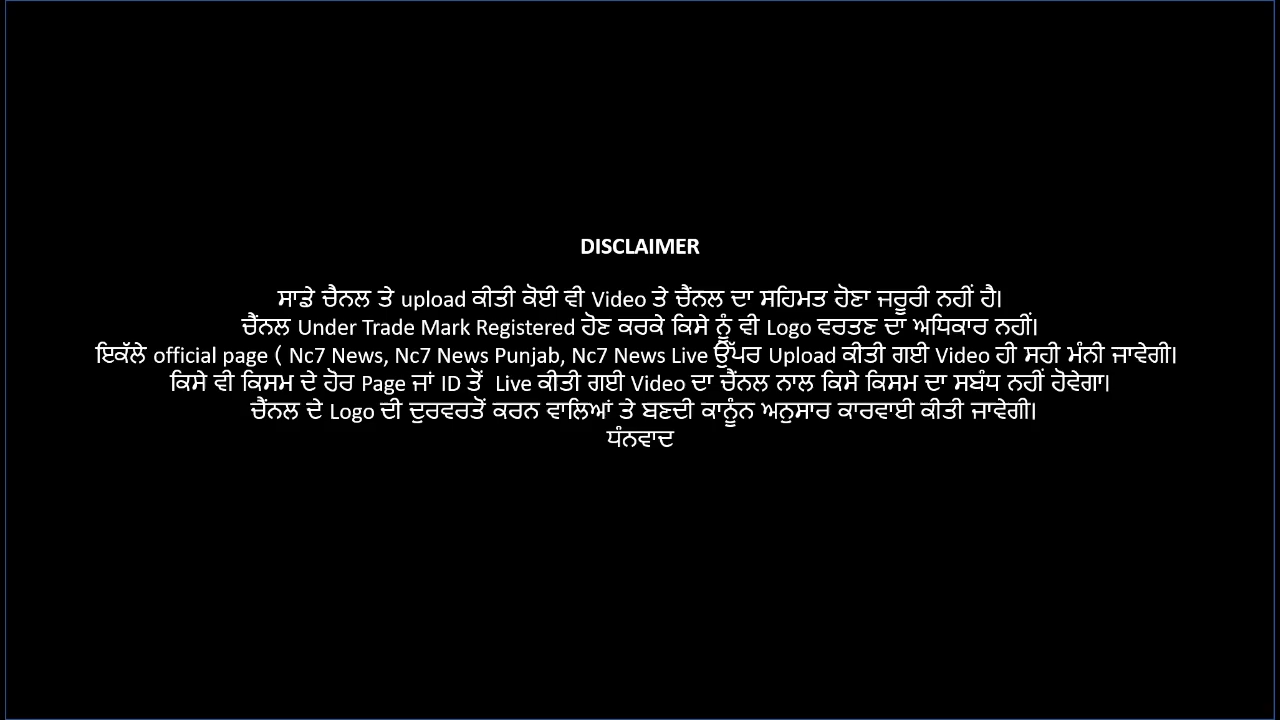 DISCLAIMER
ਸਾਡੇ ਚੈਨਲ ਤੇ upload ਕੀਤੀ ਕੋਈ ਵੀ Video ਤੇ ਚੈਂਨਲ ਦਾ ਸਹਿਮਤ ਹੋਣਾ ਜਰੂਰੀ ਨਹੀਂ ਹੈ।
ਚੈਂਨਲ Under Trade Mark Registered ਹੋਣ ਕਰਕੇ ਕਿਸੇ ਨੂੰ ਵੀ Logo ਵਰਤਣ ਦਾ ਅਧਿਕਾਰ ਨਹੀਂ।
ਇਕੱਲੇ official page ( Nc7 News, Nc7 News Punjab, Nc7 News Live ਉੱਪਰ Upload ਕੀਤੀ ਗਈ Video ਹੀ ਸਹੀ ਮੰਨੀ ਜਾਵੇਗੀ।
ਕਿਸੇ ਵੀ ਕਿਸਮ ਦੇ ਹੋਰ Page ਜਾਂ ID ਤੋਂ Live ਕੀਤੀ ਗਈ Video ਦਾ ਚੈਂਨਲ ਨਾਲ ਕਿਸੇ ਕਿਸਮ ਦਾ ਸਬੰਧ ਨਹੀਂ ਹੋਵੇਗਾ।
ਚੈਂਨਲ ਦੇ Logo ਦੀ ਦੁਰਵਰਤੋਂ ਕਰਨ ਵਾਲਿਆਂ ਤੇ ਬਣਦੀ ਕਾਨੂੰਨ ਅਨੁਸਾਰ ਕਾਰਵਾਈ ਕੀਤੀ ਜਾਵੇਗੀ।
ਧੰਨਵਾਦ